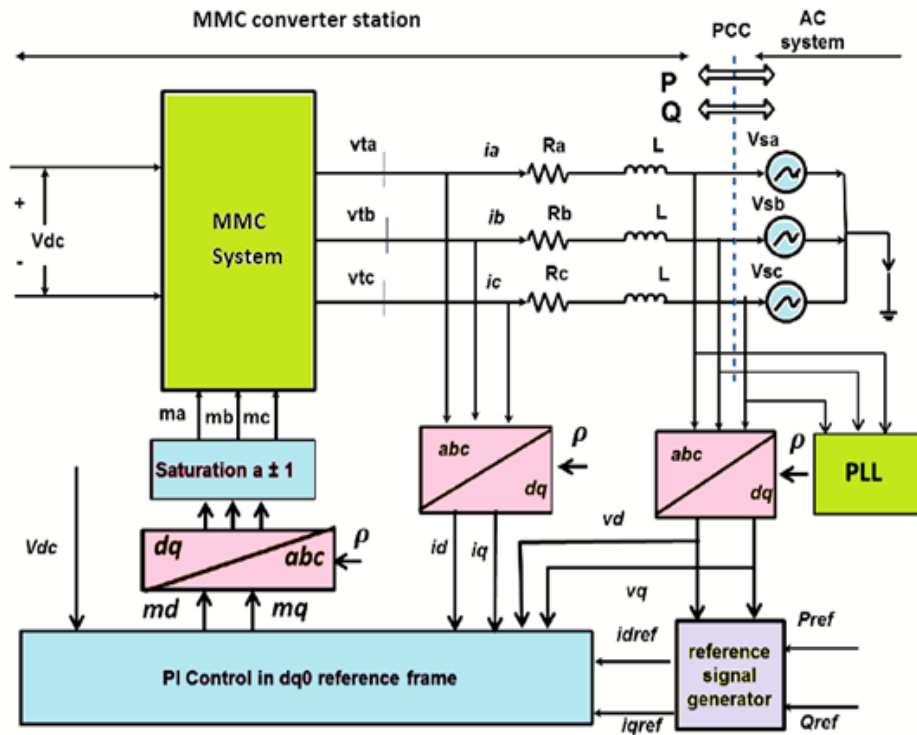 MMC converter station
PCC
AC
system
P
Q
vta
ia
Ra
L
Vsa
+
Vdc
-
MMC
System
vtb
ib
Rb
L
Vsb
vtc
ic
Rc
L
Vsc
ma
mb
mc
Saturation a ± 1
abc
dq
ρ
abc
dq
ρ
PLL
Vdc
dq
abc
ρ
id
iq
vd
vq
md
mq
idref
Pref
PI Control in dq0 reference frame
reference
signal
generator
iqref
Qref